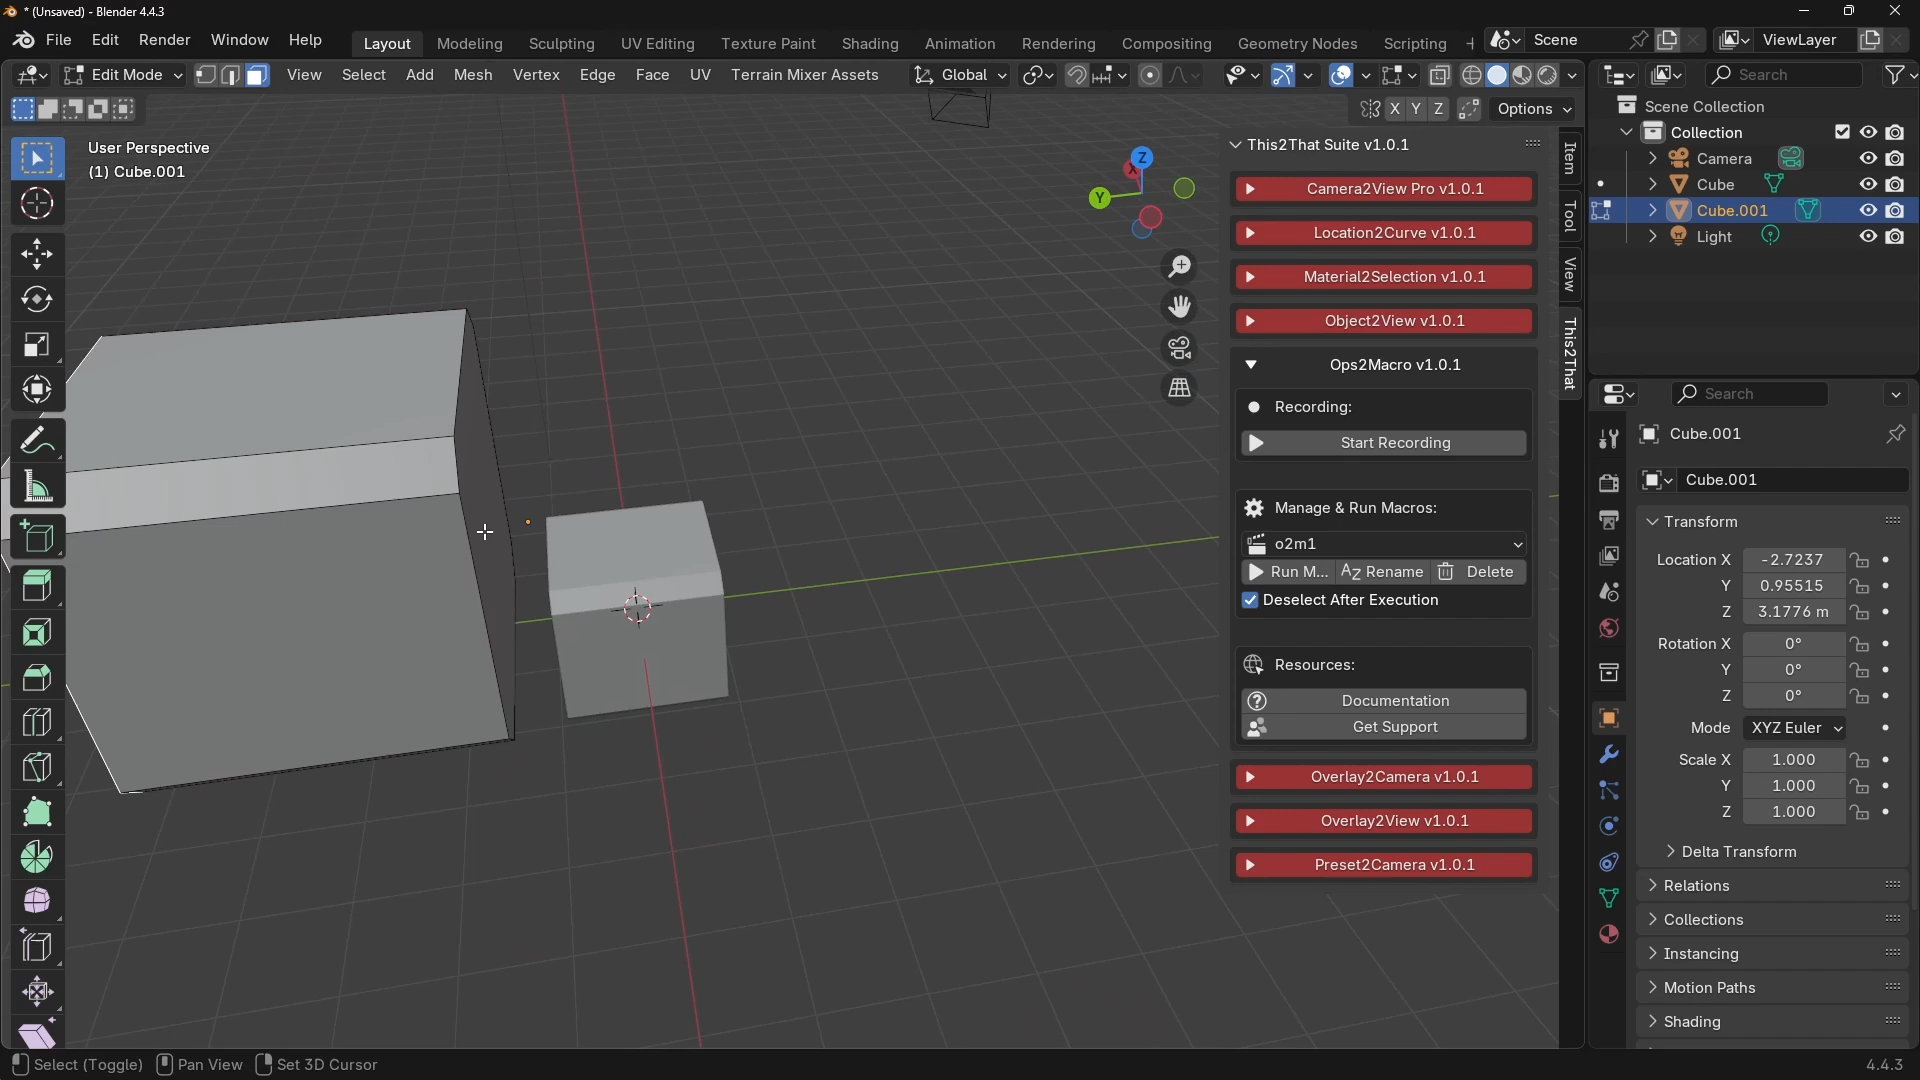 * (Unsaved) - Blender 4.4.3
File Edit Render Window Help
Layout Modeling Sculpting UV Editing Texture Paint Shading Animation Rendering Compositing Geometry Nodes Scripting
Scene
ViewLayer
Edit Mode
View Select Add Mesh Vertex Edge Face UV Terrain Mixer Assets
Global
Search
X Y Z
Options
User Perspective
(1) Cube.001
Z
X
Y
This2That Suite v1.0.1
Camera2View Pro v1.0.1
Location2Curve v1.0.1
Material2Selection v1.0.1
Object2View v1.0.1
Ops2Macro v1.0.1
Recording:
Start Recording
Manage & Run Macros:
o2m1
Run M... AZ Rename Delete
Deselect After Execution
Resources:
Documentation
Get Support
Overlay2Camera v1.0.1
Overlay2View v1.0.1
Preset2Camera v1.0.1
Item
Tool
View
This2That
Scene Collection
Collection
Camera
Cube
Cube.001
Light
Search
Cube.001
Cube.001
Transform
Location X -2.7237
Y 0.95515
Z 3.1776 m
Rotation X 0°
Y 0°
Z 0°
Mode XYZ Euler
Scale X 1.000
Y 1.000
Z 1.000
Delta Transform
Relations
Collections
Instancing
Motion Paths
Shading
Select (Toggle) Pan View Set 3D Cursor
4.4.3